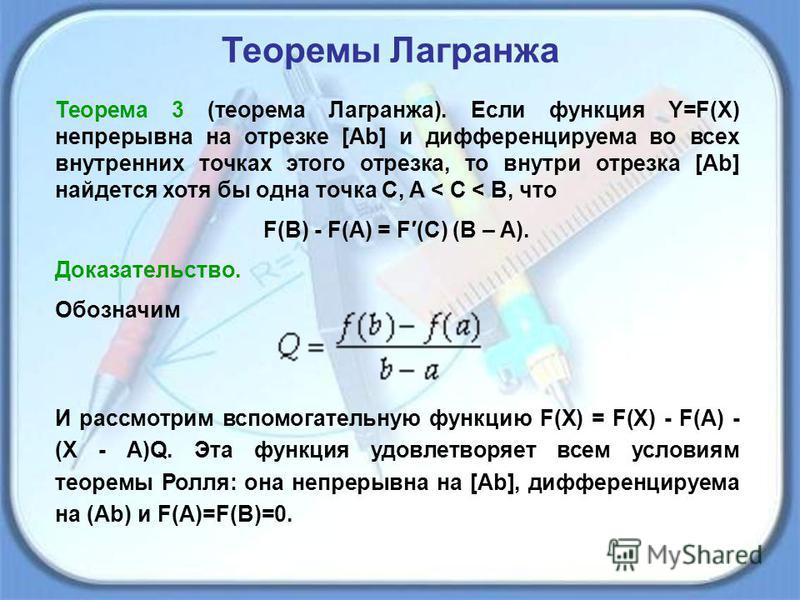 Теоремы Лагранжа
Теорема 3 (теорема Лагранжа). Если функция Y=F(X)
непрерывна на отрезке [Ab] и дифференцируема во всех
внутренних точках этого отрезка, то внутри отрезка [Ab]
найдется хотя бы одна точка C, A < C < B, что
F(B) - F(A) = F′(C) (B – A).
Доказательство.
Обозначим
Q = f(b) – f(a) / b – a
И рассмотрим вспомогательную функцию F(X) = F(X) - F(A) -
(X - A)Q. Эта функция удовлетворяет всем условиям
теоремы Ролля: она непрерывна на [Ab], дифференцируема
на (Ab) и F(A)=F(B)=0.
MyShared